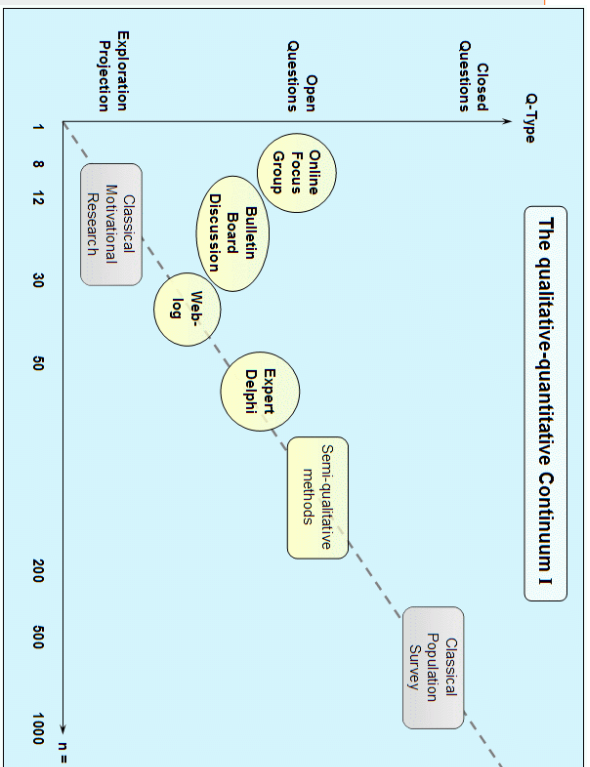 The qualitative-quantitative Continuum I
Q-Type
Closed
Questions
Open
Questions
Exploration
Projection
Online
Focus
Group
Bulletin
Board
Discussion
Web-
log
Expert
Delphi
Semi-qualitative
methods
Classical
Population
Survey
Classical
Motivational
Research
1
8
12
30
50
200
500
1000
n =